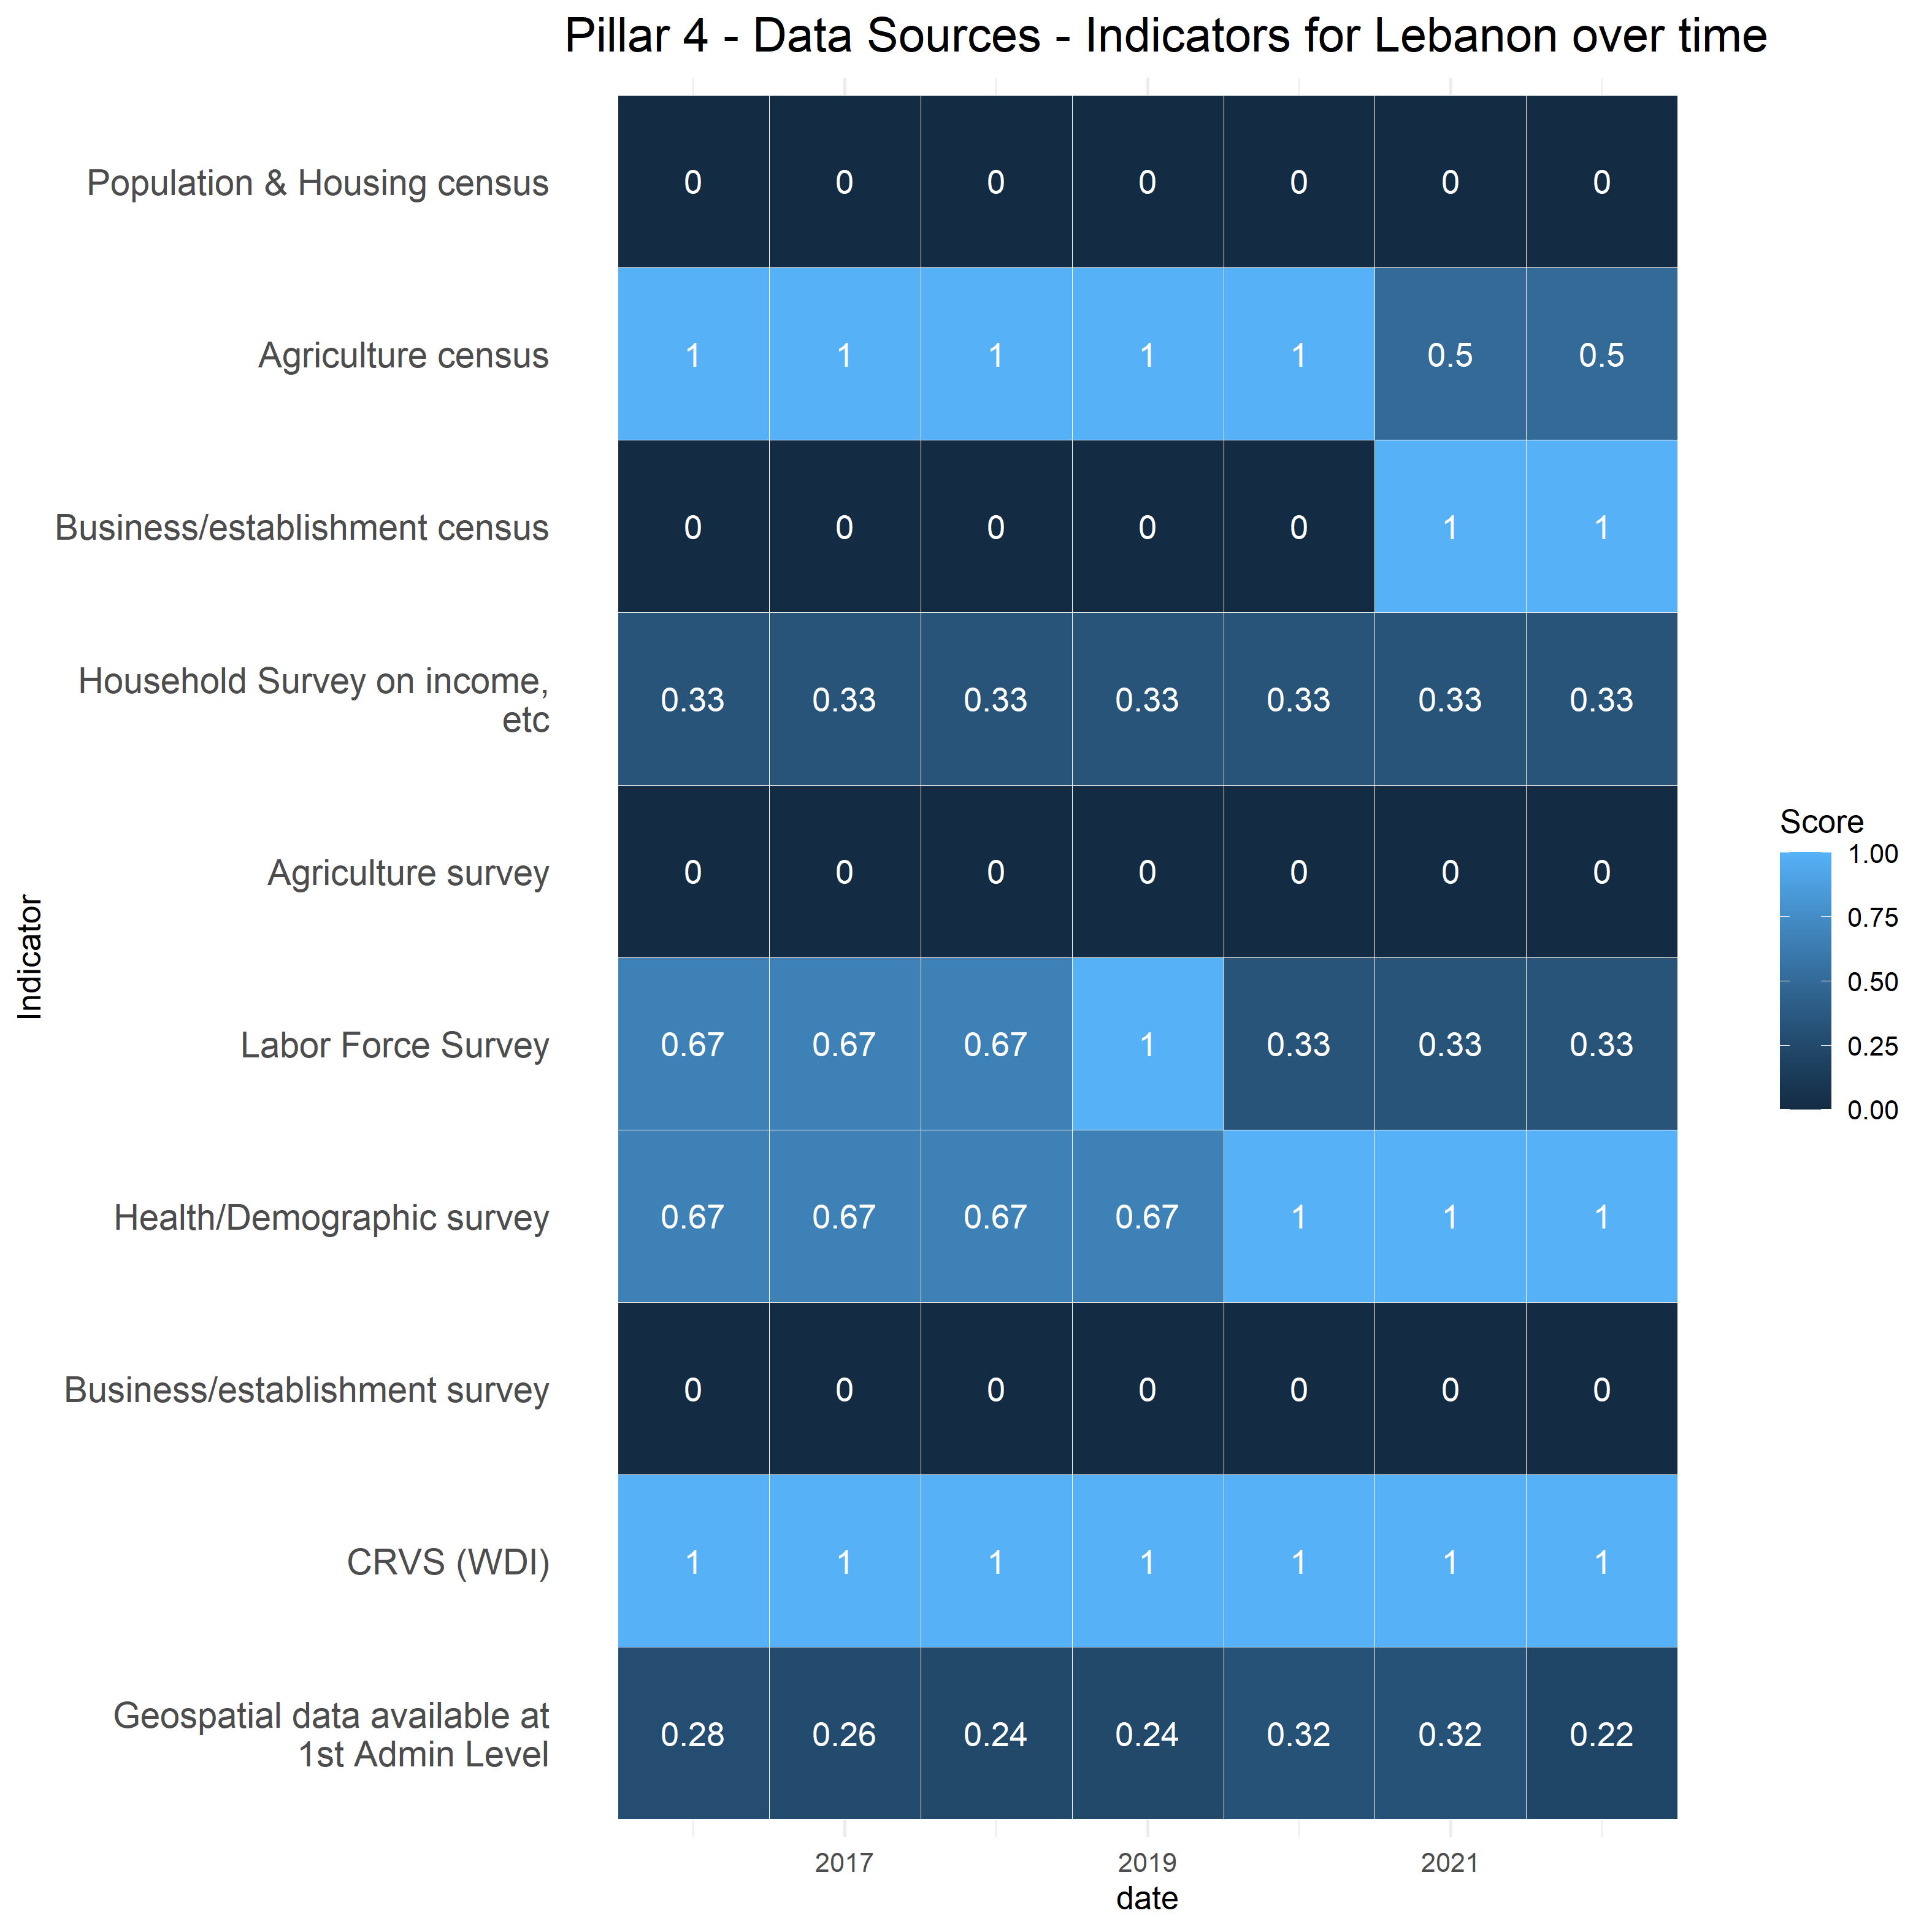 Pillar 4 - Data Sources - Indicators for Lebanon over time
Population & Housing census
0 0 0 0 0 0 0
Agriculture census
1 1 1 1 1 0.5 0.5
Business/establishment census
0 0 0 0 0 1 1
Household Survey on income,
etc
0.33 0.33 0.33 0.33 0.33 0.33 0.33
Agriculture survey
0 0 0 0 0 0 0
Labor Force Survey
0.67 0.67 0.67 1 0.33 0.33 0.33
Health/Demographic survey
0.67 0.67 0.67 0.67 1 1 1
Business/establishment survey
0 0 0 0 0 0 0
CRVS (WDI)
1 1 1 1 1 1 1
Geospatial data available at
1st Admin Level
0.28 0.26 0.24 0.24 0.32 0.32 0.22
2017 2019 2021
date
Indicator
Score
1.00
0.75
0.50
0.25
0.00